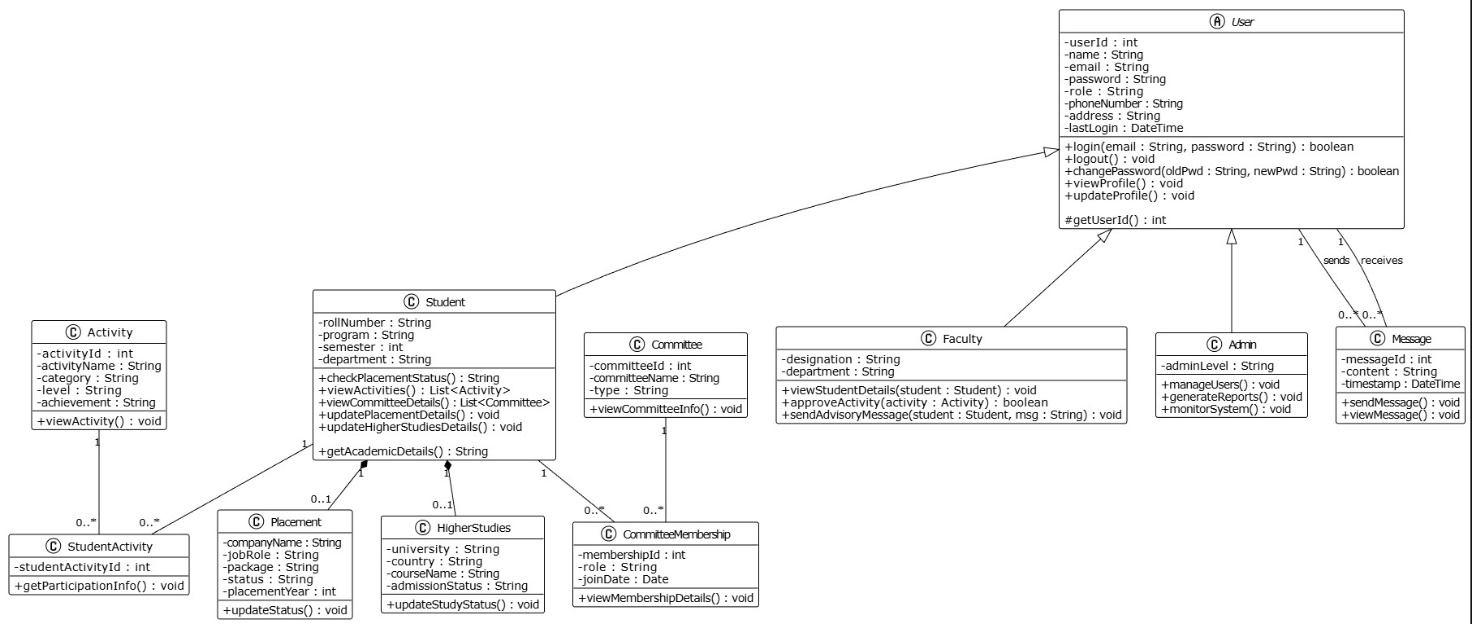 A User
-userId : int
-name : String
-email : String
-password : String
-role : String
-phoneNumber : String
-address : String
-lastLogin : DateTime
+login(email : String, password : String) : boolean
+logout() : void
+changePassword(oldPwd : String, newPwd : String) : boolean
+viewProfile() : void
+updateProfile() : void
#getUserId() : int
1
1
sends
receives
0..*
0..*
C Student
-rollNumber : String
-program : String
-semester : int
-department : String
+checkPlacementStatus() : String
+viewActivities() : List<Activity>
+viewCommitteeDetails() : List<Committee>
+updatePlacementDetails() : void
+updateHigherStudiesDetails() : void
+getAcademicDetails() : String
C Activity
-activityId : int
-activityName : String
-category : String
-level : String
-achievement : String
+viewActivity() : void
C Committee
-committeeId : int
-committeeName : String
-type : String
+viewCommitteeInfo() : void
C Faculty
-designation : String
-department : String
+viewStudentDetails(student : Student) : void
+approveActivity(activity : Activity) : boolean
+sendAdvisoryMessage(student : Student, msg : String) : void
C Admin
-adminLevel : String
+manageUsers() : void
+generateReports() : void
+monitorSystem() : void
C Message
-messageId : int
-content : String
-timestamp : DateTime
+sendMessage() : void
+viewMessage() : void
1
1
1
1
1
1
0..*
0..*
0..1
0..1
0..*
0..*
C StudentActivity
-studentActivityId : int
+getParticipationInfo() : void
C Placement
-companyName : String
-jobRole : String
-package : String
-status : String
-placementYear : int
+updateStatus() : void
C HigherStudies
-university : String
-country : String
-courseName : String
-admissionStatus : String
+updateStudyStatus() : void
C CommitteeMembership
-membershipId : int
-role : String
-joinDate : Date
+viewMembershipDetails() : void